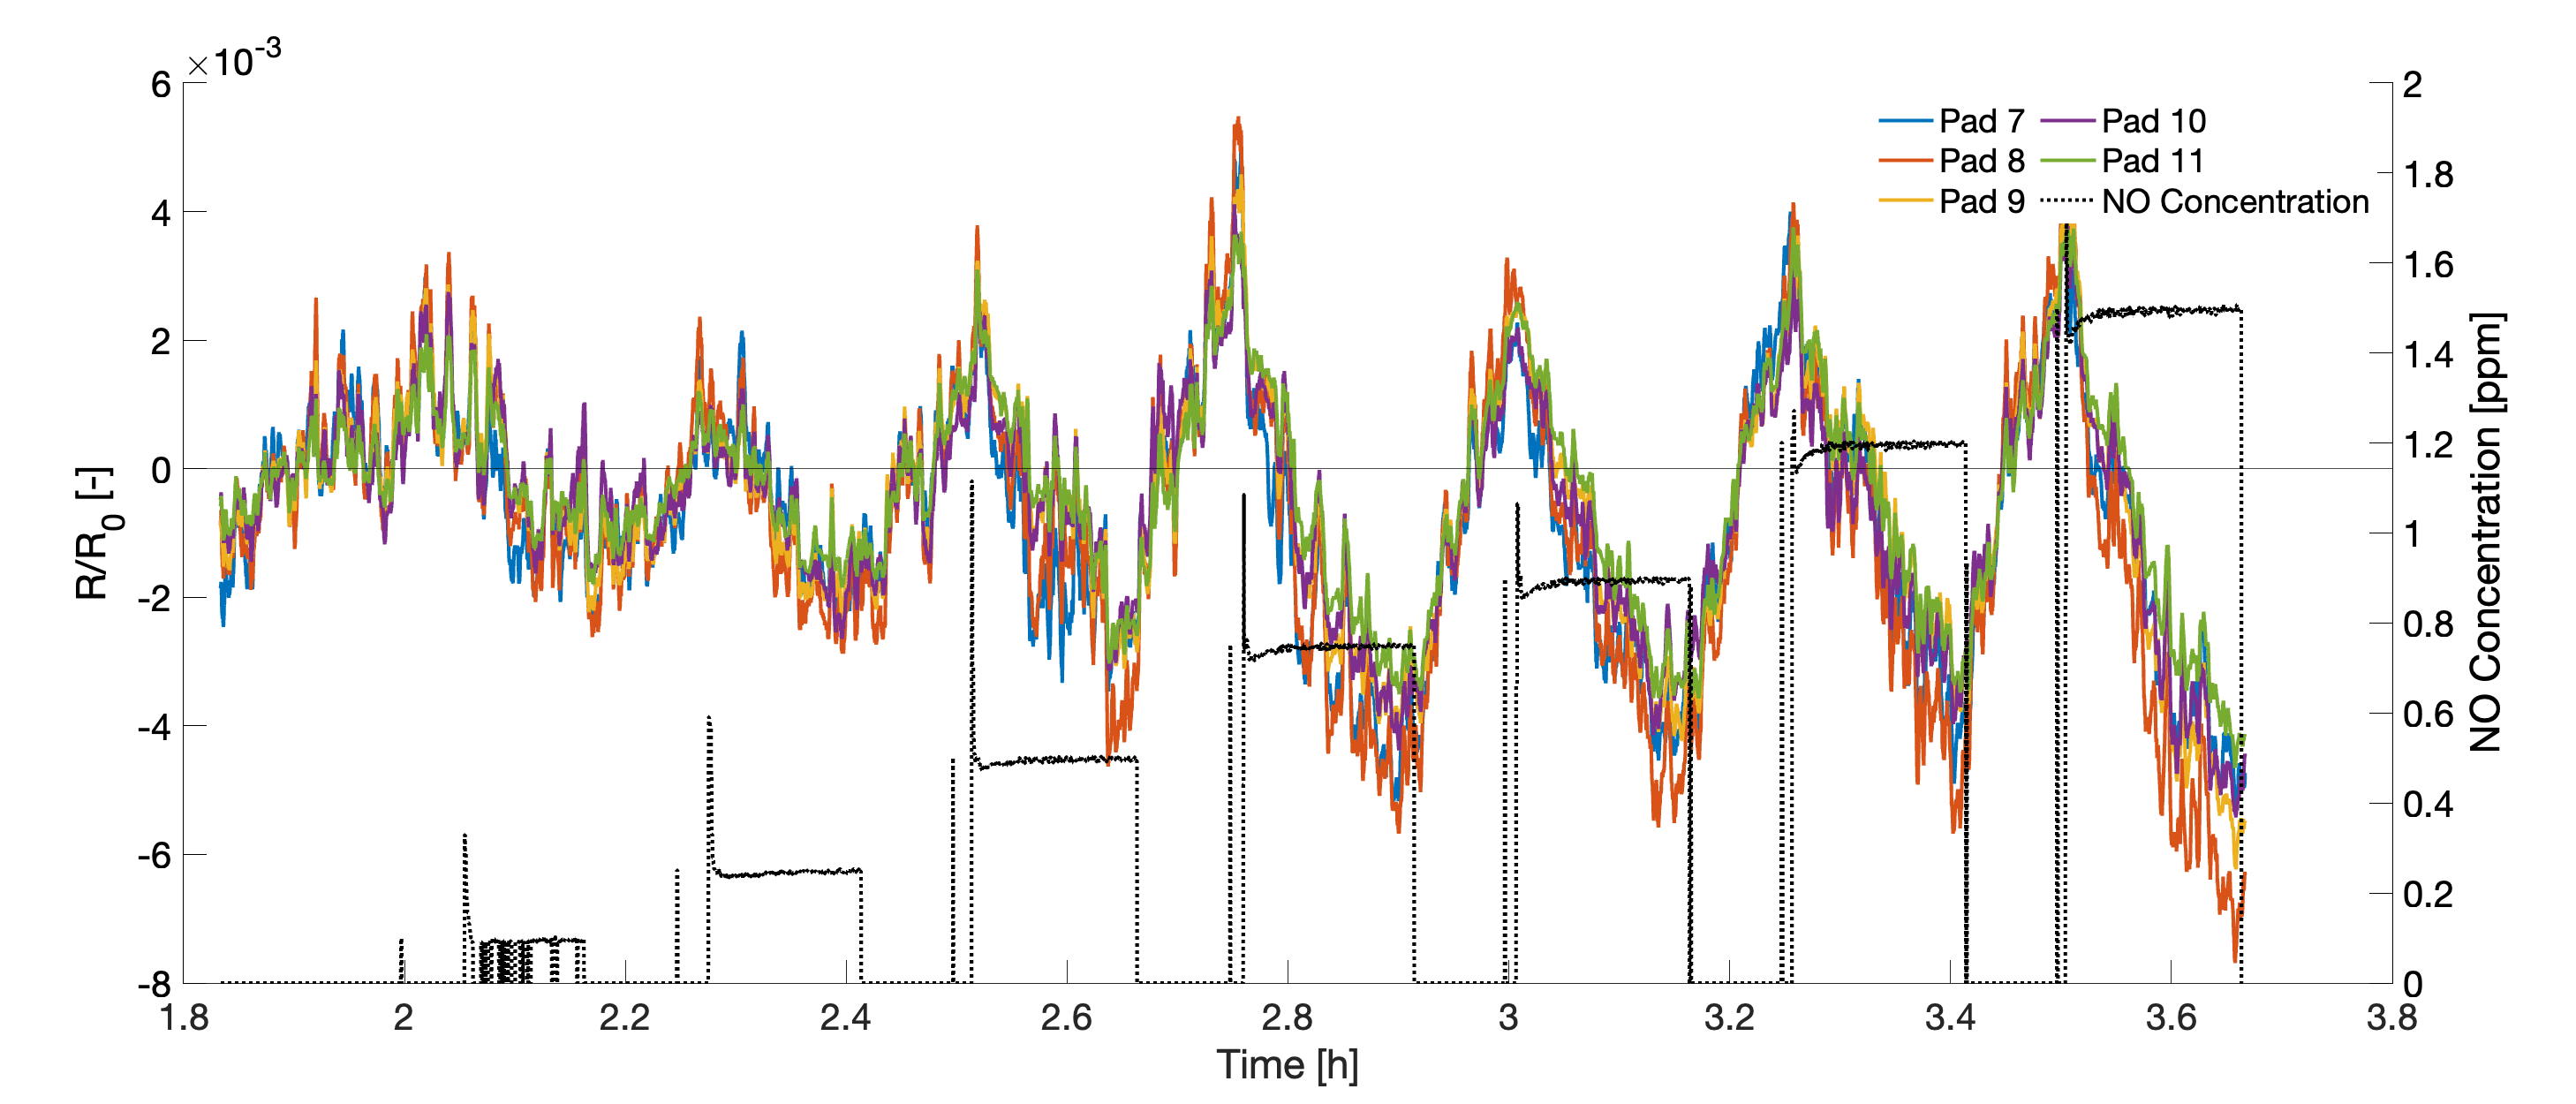 ×10-3
6
4
2
0
-2
-4
-6
-8
R/R0 [-]
2
1.8
1.6
1.4
1.2
1
0.8
0.6
0.4
0.2
0
NO Concentration [ppm]
Pad 7
Pad 8
Pad 9
Pad 10
Pad 11
NO Concentration
1.8 2 2.2 2.4 2.6 2.8 3 3.2 3.4 3.6 3.8
Time [h]